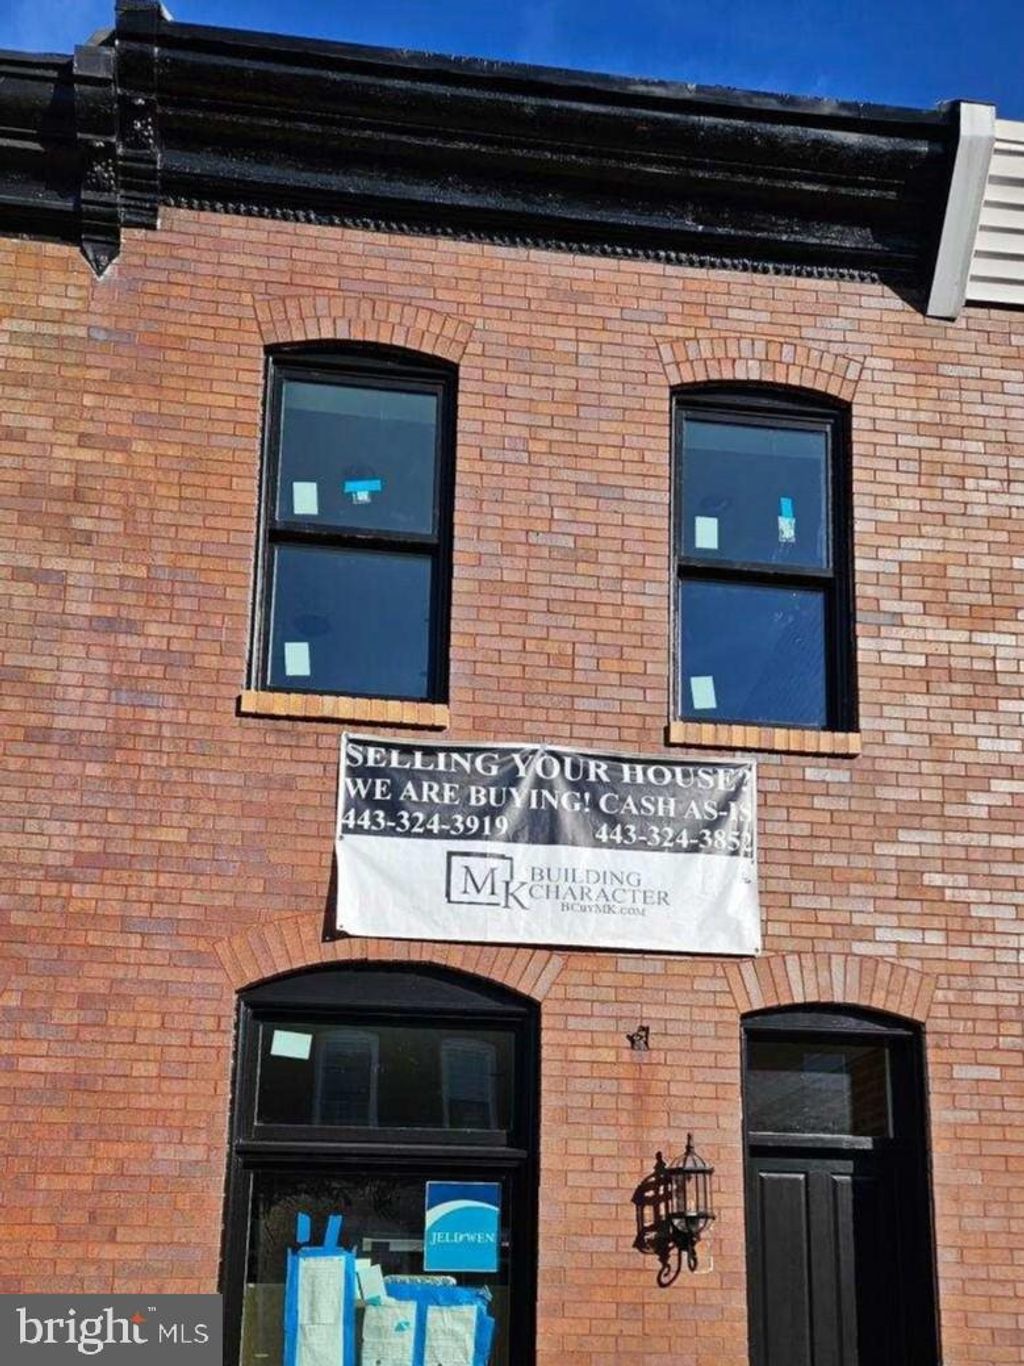 SELLING YOUR HOUSE?
WE ARE BUYING! CASH AS-IS
443-324-3919 443-324-3852
MK BUILDING
CHARACTER
BCBYMK.COM
JELD-WEN
bright™ MLS